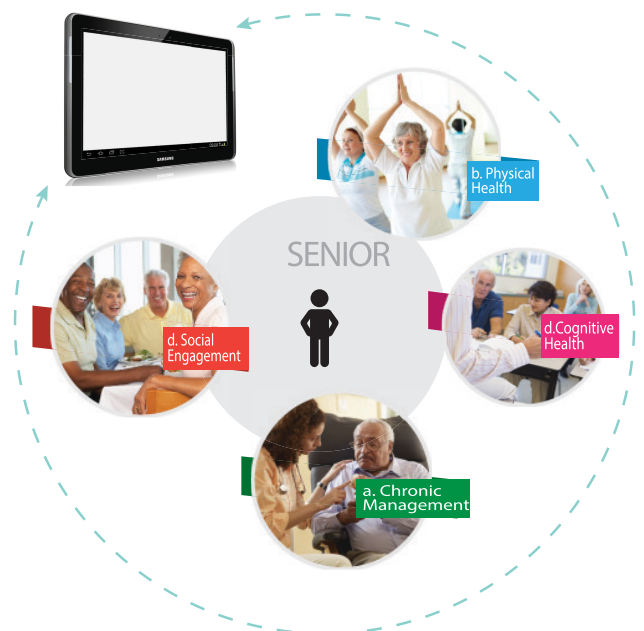 SAMSUNG
b. Physical
Health
SENIOR
d. Social
Engagement
d.Cognitive
Health
a. Chronic
Management